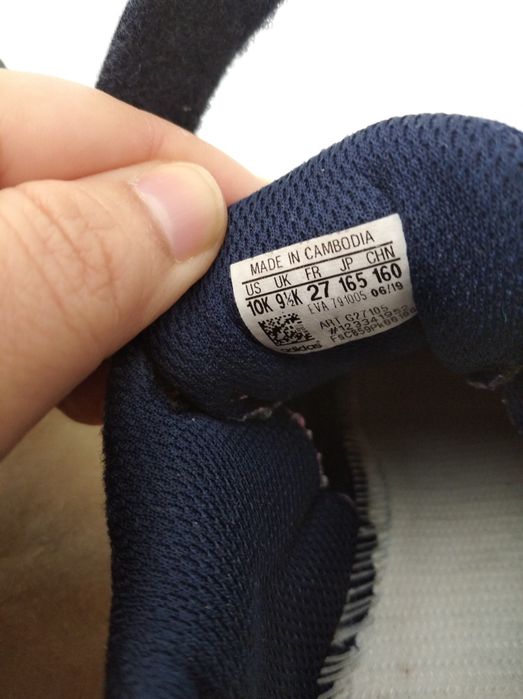 MADE IN CAMBODIA
US UK FR JP CHN
10K 9½K 27 165 160
EVA 791005 06/19
ART G27105
adidas